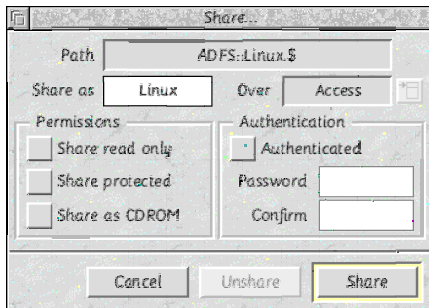 Share...
Path ADFS::Linux.$
Share as Linux Over Access
Permissions
Share read only
Share protected
Share as CDROM
Authentication
Authenticated
Password
Confirm
Cancel Unshare Share